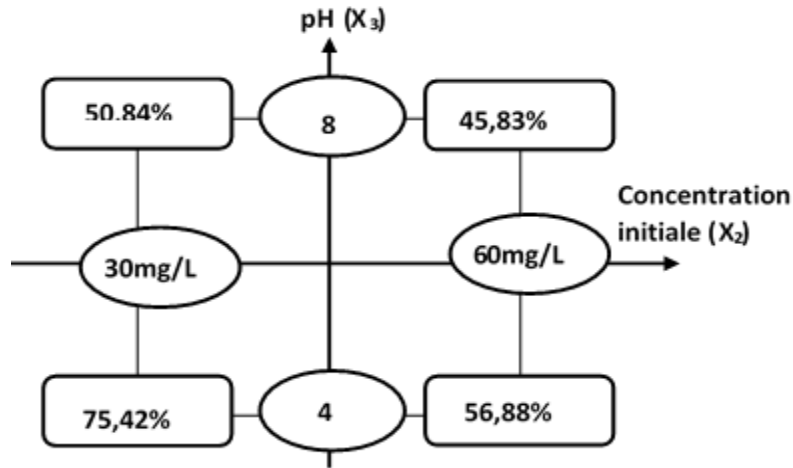 pH (X₃)
50.84%
8
45,83%
Concentration
initiale (X₂)
30mg/L
60mg/L
75,42%
4
56,88%